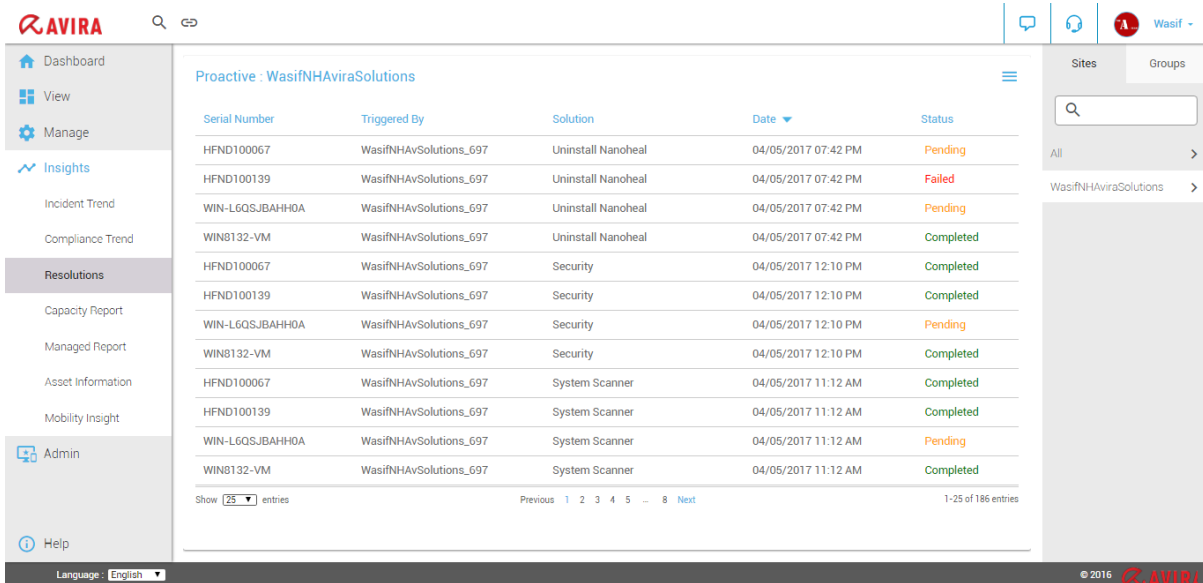 AVIRA
Wasif
Dashboard
View
Manage
Insights
Incident Trend
Compliance Trend
Resolutions
Capacity Report
Managed Report
Asset Information
Mobility Insight
Admin
Help
Proactive : WasifNHAviraSolutions
Serial Number Triggered By Solution Date Status
HFND100067 WasifNHAvSolutions_697 Uninstall Nanoheal 04/05/2017 07:42 PM Pending
HFND100139 WasifNHAvSolutions_697 Uninstall Nanoheal 04/05/2017 07:42 PM Failed
WIN-L6QSJBAHH0A WasifNHAvSolutions_697 Uninstall Nanoheal 04/05/2017 07:42 PM Pending
WIN8132-VM WasifNHAvSolutions_697 Uninstall Nanoheal 04/05/2017 07:42 PM Completed
HFND100067 WasifNHAvSolutions_697 Security 04/05/2017 12:10 PM Completed
HFND100139 WasifNHAvSolutions_697 Security 04/05/2017 12:10 PM Completed
WIN-L6QSJBAHH0A WasifNHAvSolutions_697 Security 04/05/2017 12:10 PM Pending
WIN8132-VM WasifNHAvSolutions_697 Security 04/05/2017 12:10 PM Completed
HFND100067 WasifNHAvSolutions_697 System Scanner 04/05/2017 11:12 AM Completed
HFND100139 WasifNHAvSolutions_697 System Scanner 04/05/2017 11:12 AM Completed
WIN-L6QSJBAHH0A WasifNHAvSolutions_697 System Scanner 04/05/2017 11:12 AM Pending
WIN8132-VM WasifNHAvSolutions_697 System Scanner 04/05/2017 11:12 AM Completed
Show 25 entries Previous 1 2 3 4 5 … 8 Next 1-25 of 186 entries
Sites Groups
All
WasifNHAviraSolutions
Language : English
© 2016 AVIRA